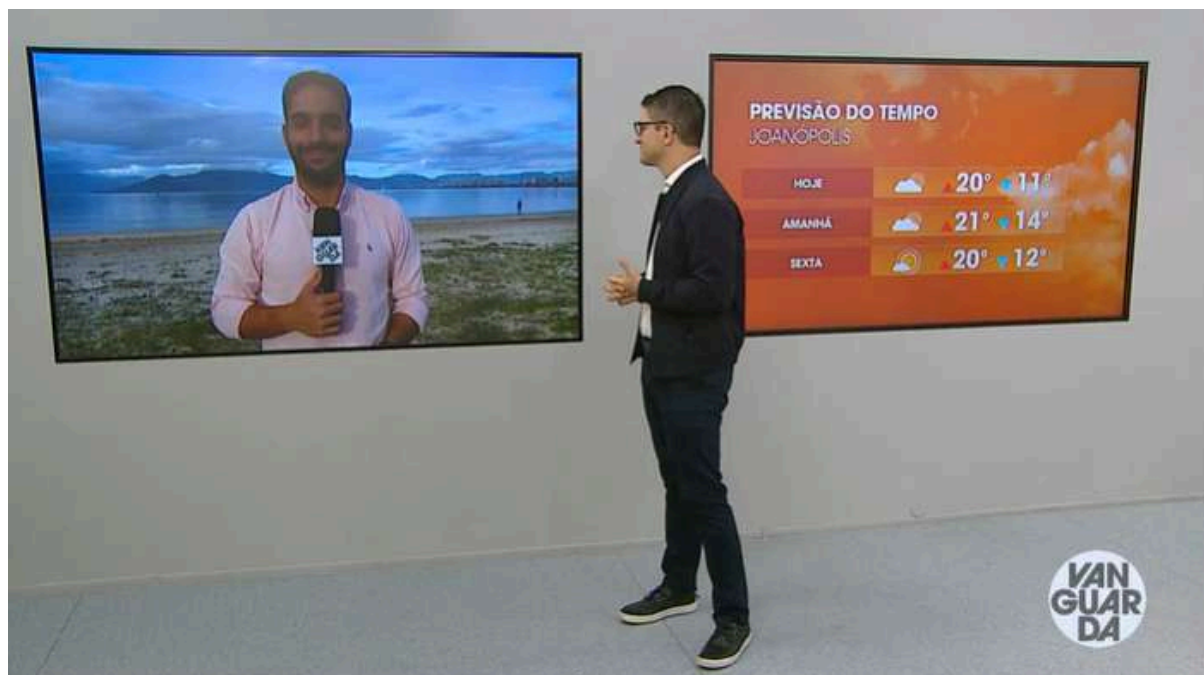 PREVISÃO DO TEMPO
JOANÓPOLIS
HOJE 20° 11°
AMANHÃ 21° 14°
SEXTA 20° 12°
VAN
GUAR
DA